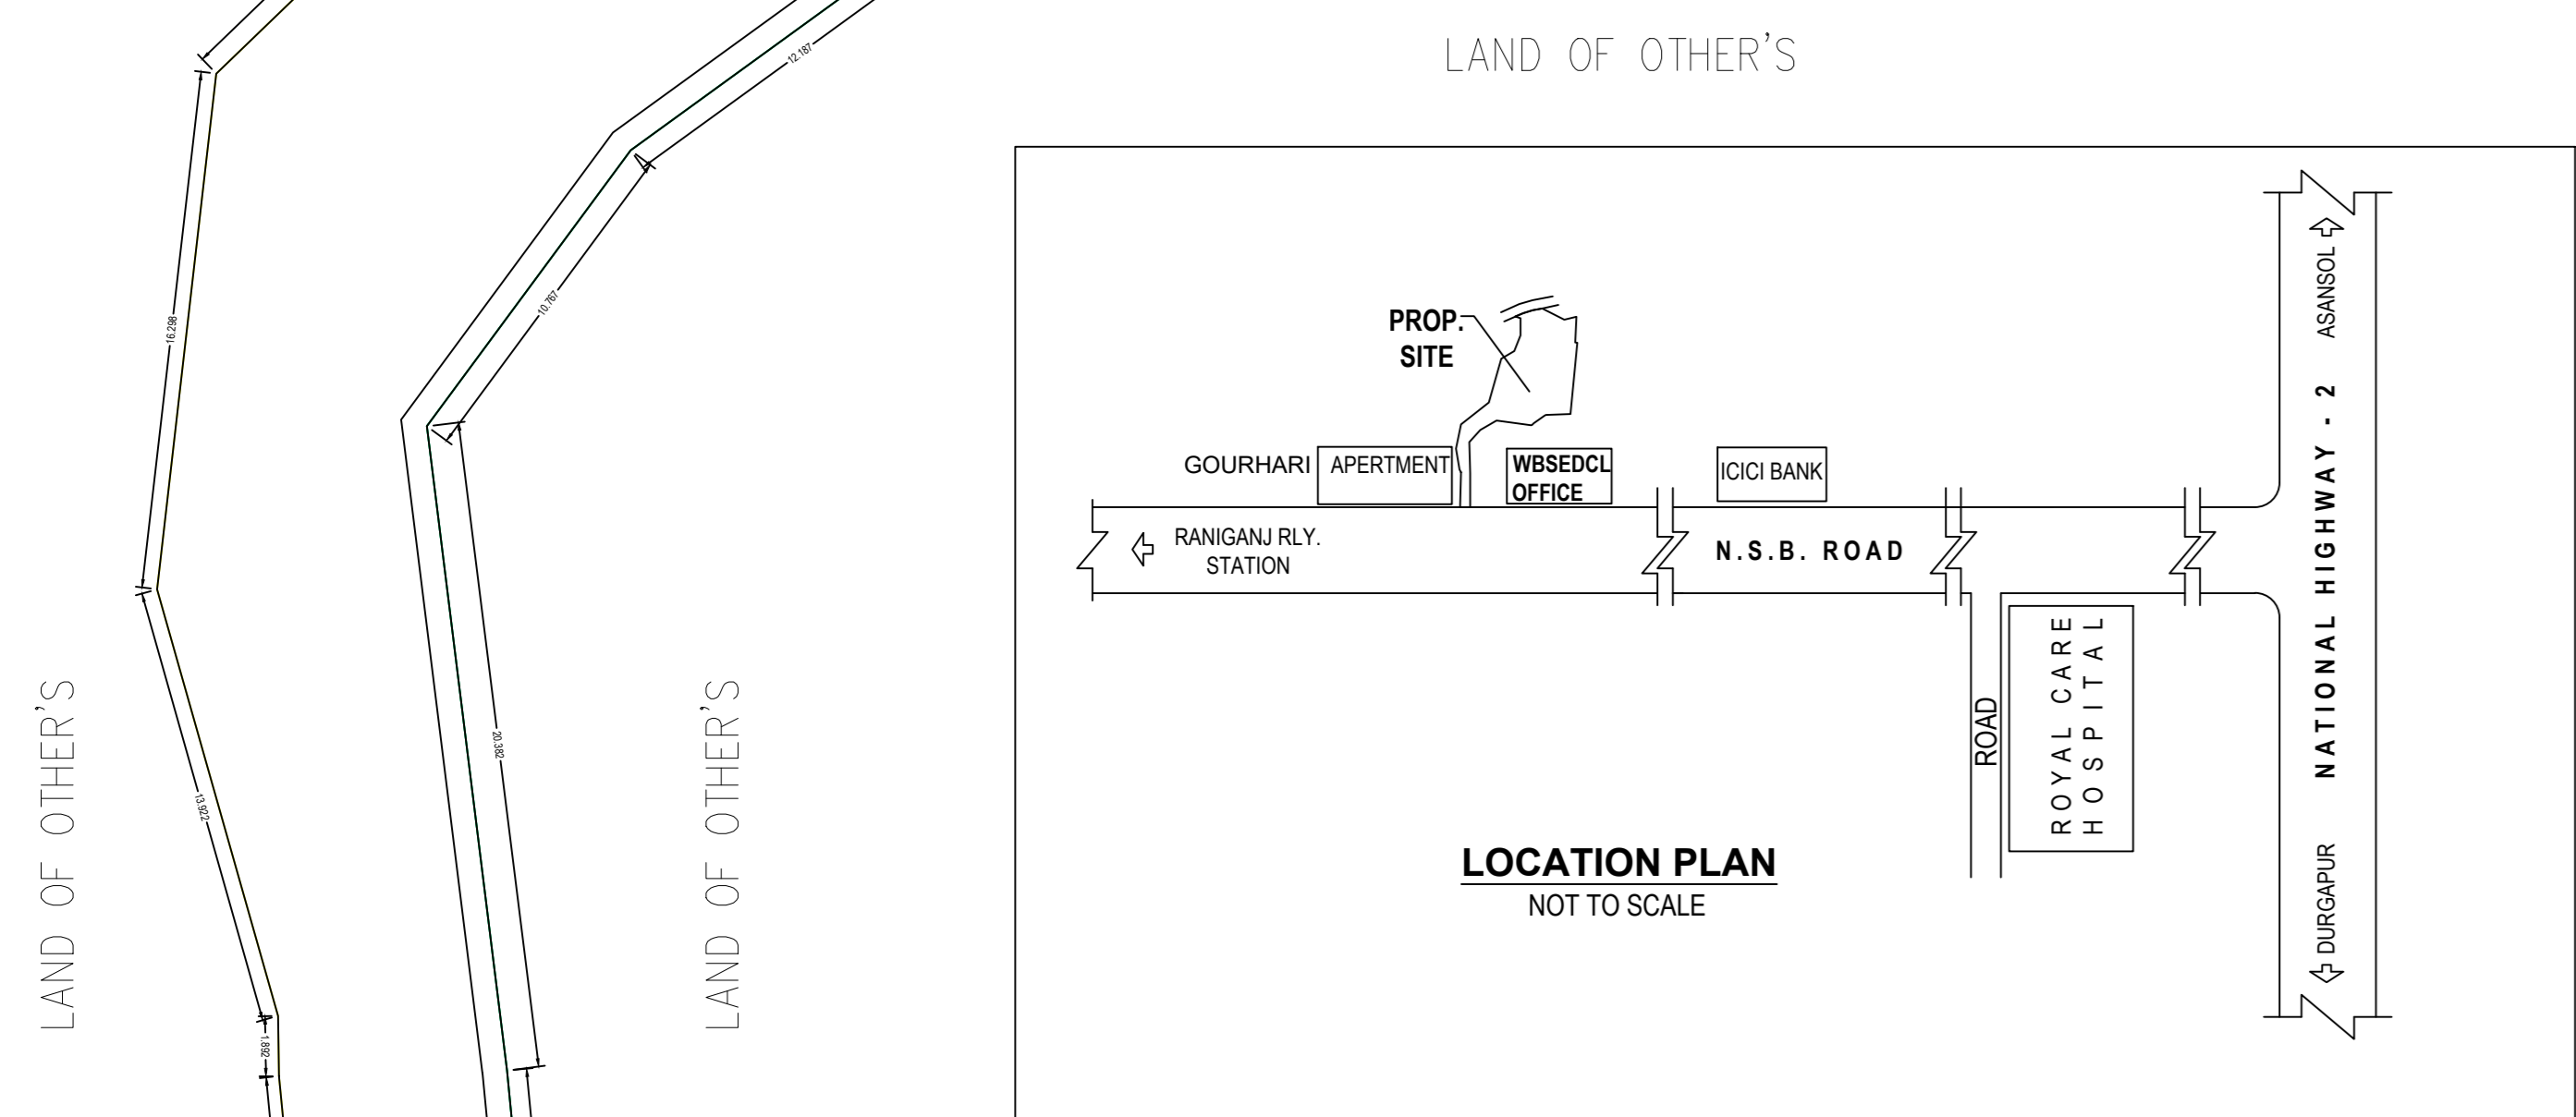 12.187
LAND OF OTHER'S
16.298
10.767
PROP.
SITE
ASANSOL
NATIONAL HIGHWAY - 2
DURGAPUR
GOURHARI APERTMENT
WBSEDCL
OFFICE
ICICI BANK
RANIGANJ RLY.
STATION
N.S.B. ROAD
ROAD
ROYAL CARE
HOSPITAL
LAND OF OTHER'S
13.922
20.382
LAND OF OTHER'S
1.892
LOCATION PLAN
NOT TO SCALE